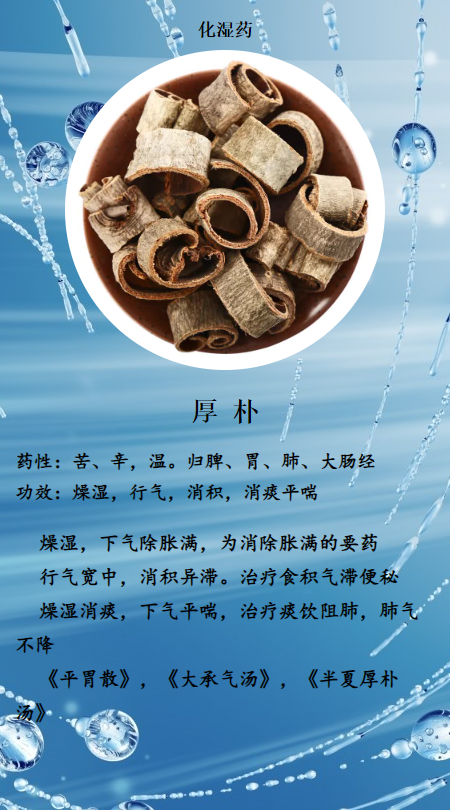 化湿药
厚 朴
药性：苦、辛，温。归脾、胃、肺、大肠经
功效：燥湿，行气，消积，消痰平喘
燥湿，下气除胀满，为消除胀满的要药
行气宽中，消积异滞。治疗食积气滞便秘
燥湿消痰，下气平喘，治疗痰饮阻肺，肺气
不降
《平胃散》，《大承气汤》，《半夏厚朴
汤》